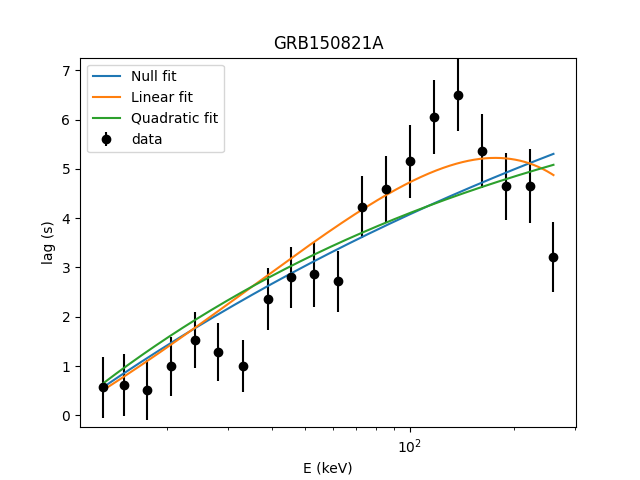 GRB150821A
Null fit
Linear fit
Quadratic fit
data
lag (s)
7
6
5
4
3
2
1
0
10²
E (keV)